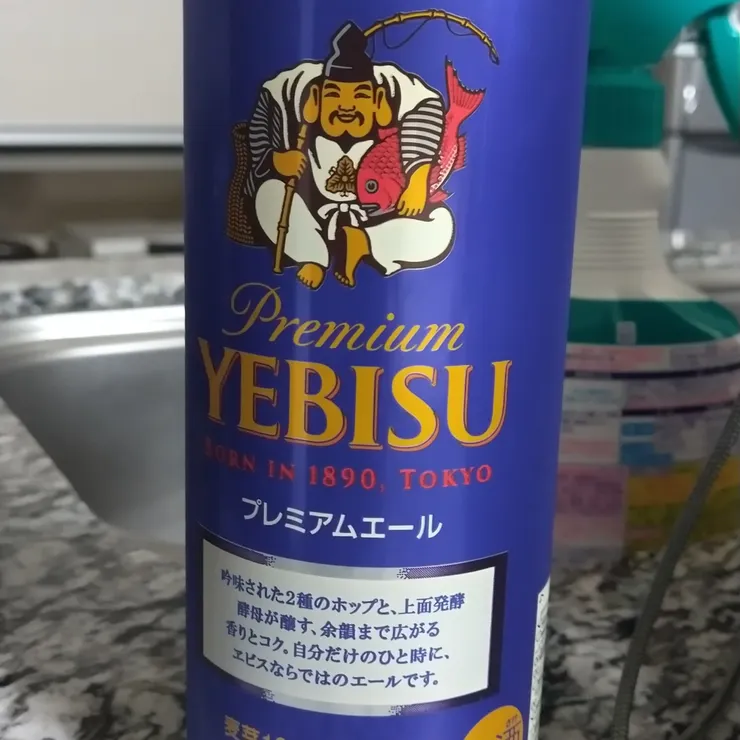 Premium
YEBISU
BORN IN 1890, TOKYO
プレミアムエール
吟味された2種のホップと、上面発酵
酵母が醸す、余韻まで広がる
香りとコク。自分だけのひと時に、
ヱビスならではのエールです。
麦芽